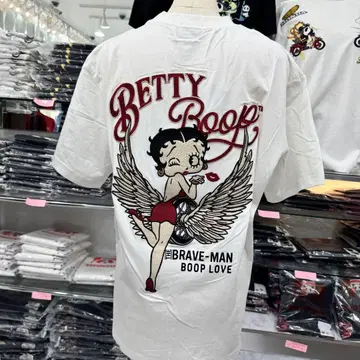 BETTY
BOOP™
THE BRAVE-MAN
BOOP LOVE